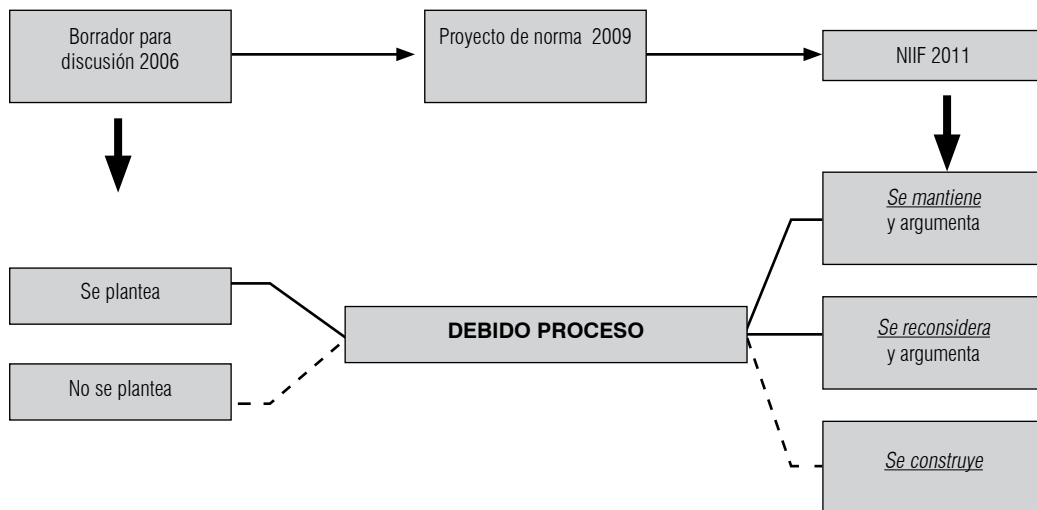 Borrador para
discusión 2006
Proyecto de norma 2009
NIIF 2011
Se mantiene
y argumenta
Se plantea
DEBIDO PROCESO
Se reconsidera
y argumenta
No se plantea
Se construye